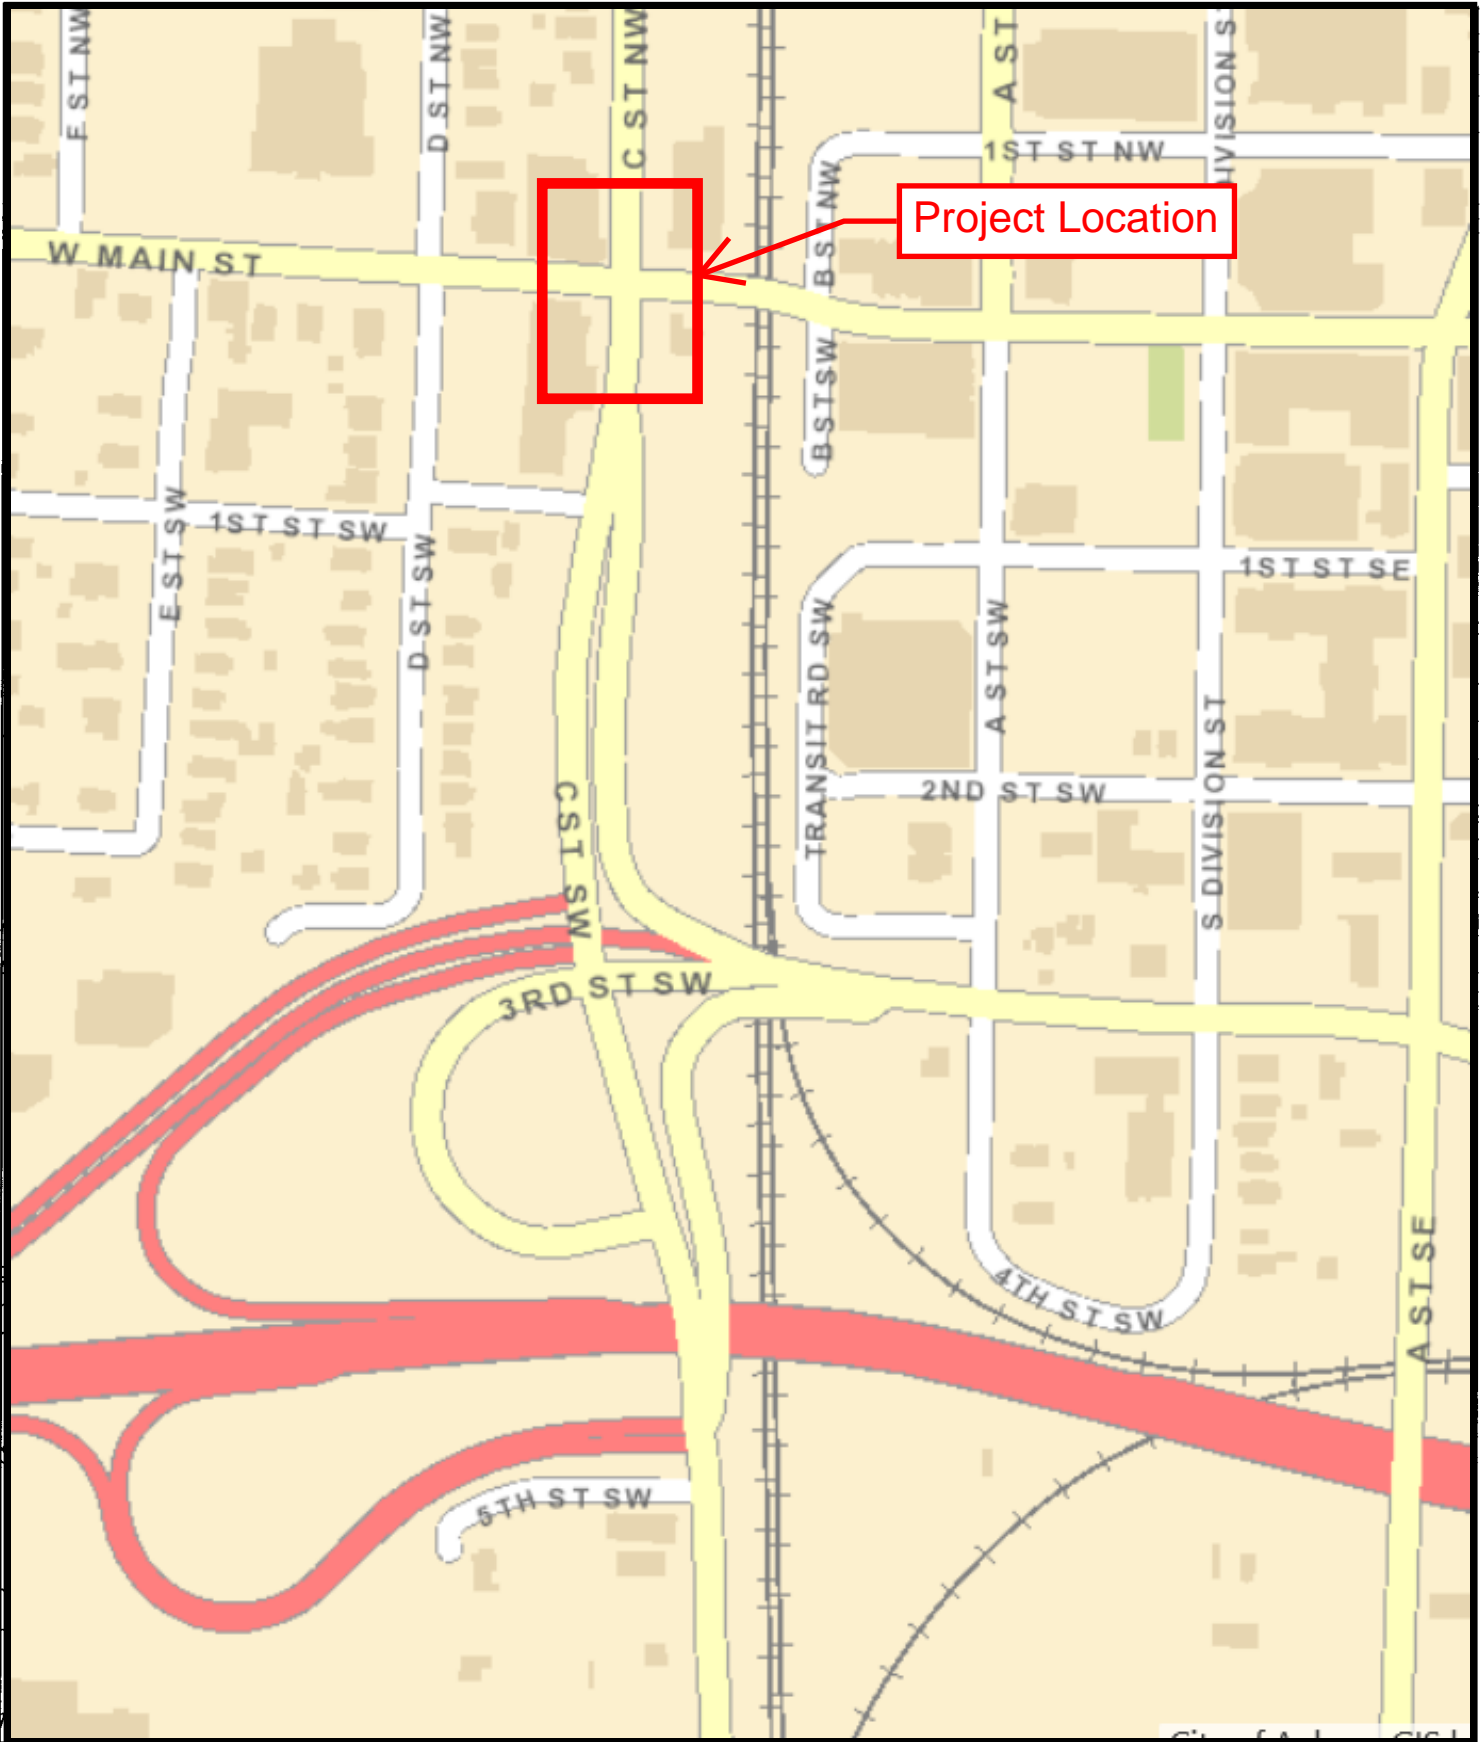 F ST NW
D ST NW
C ST NW
A ST
DIVISION S
1ST ST NW
B ST NW
Project Location
W MAIN ST
B ST SW
1ST ST SW
E ST SW
D ST SW
1ST ST SE
TRANSIT RD SW
A ST SW
S DIVISION ST
2ND ST SW
C ST SW
3RD ST SW
4TH ST SW
A ST SE
5TH ST SW